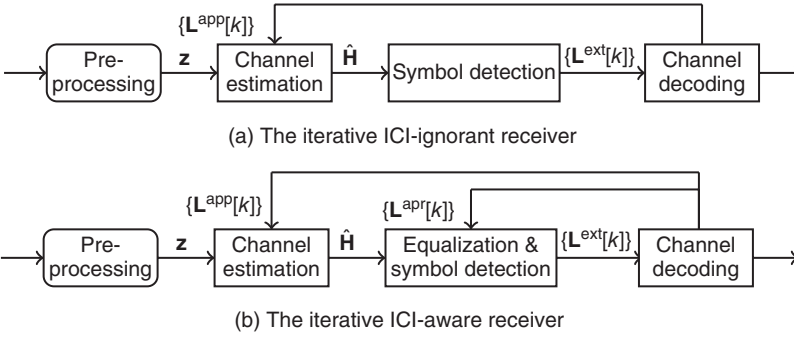 {L^app[k]}
Pre-
processing
z
Channel
estimation
Ĥ
Symbol detection
{L^ext[k]}
Channel
decoding
(a) The iterative ICI-ignorant receiver
{L^app[k]}
{L^apr[k]}
Pre-
processing
z
Channel
estimation
Ĥ
Equalization &
symbol detection
{L^ext[k]}
Channel
decoding
(b) The iterative ICI-aware receiver